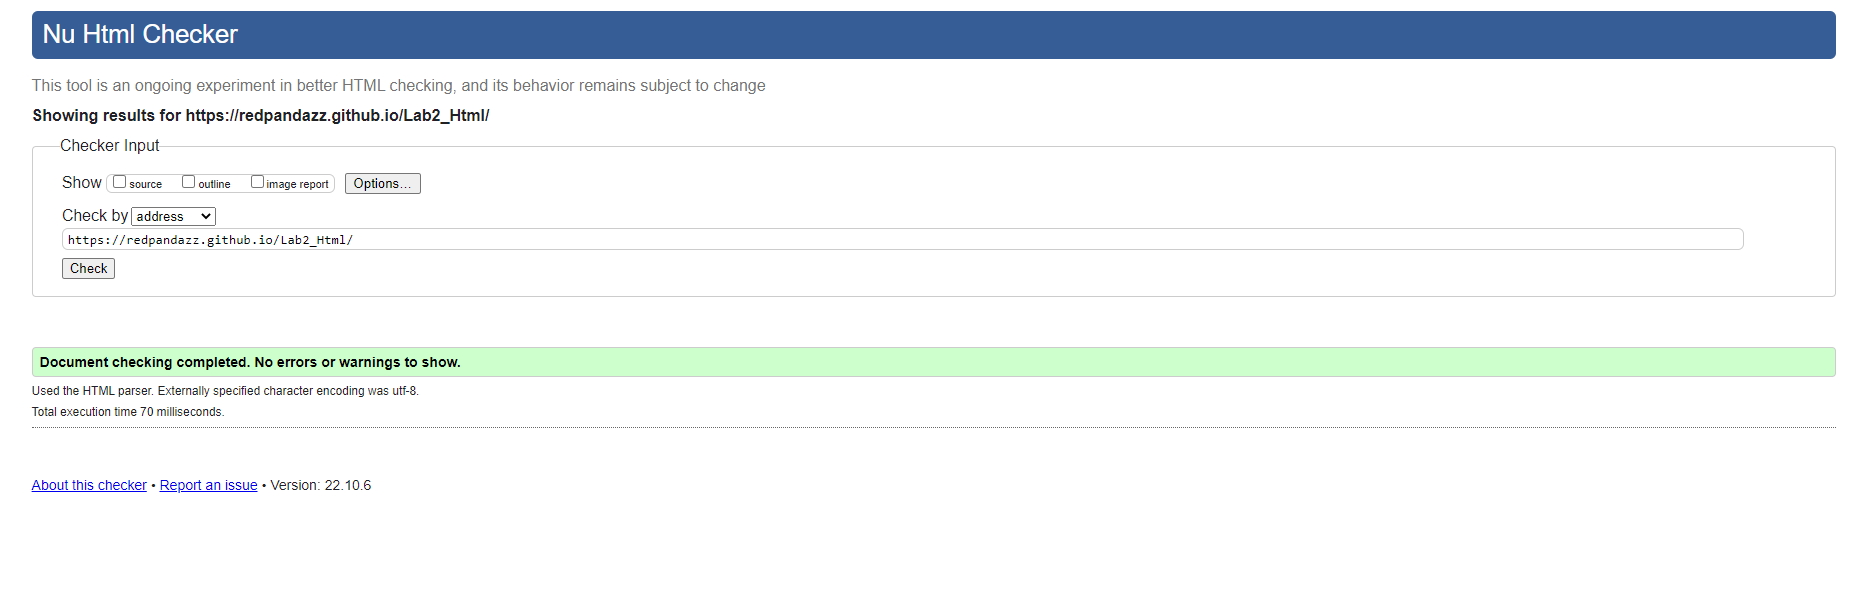 Nu Html Checker
This tool is an ongoing experiment in better HTML checking, and its behavior remains subject to change
Showing results for https://redpandazz.github.io/Lab2_Html/
Checker Input
Show source outline image report Options...
Check by address
https://redpandazz.github.io/Lab2_Html/
Check
Document checking completed. No errors or warnings to show.
Used the HTML parser. Externally specified character encoding was utf-8.
Total execution time 70 milliseconds.
About this checker • Report an issue • Version: 22.10.6